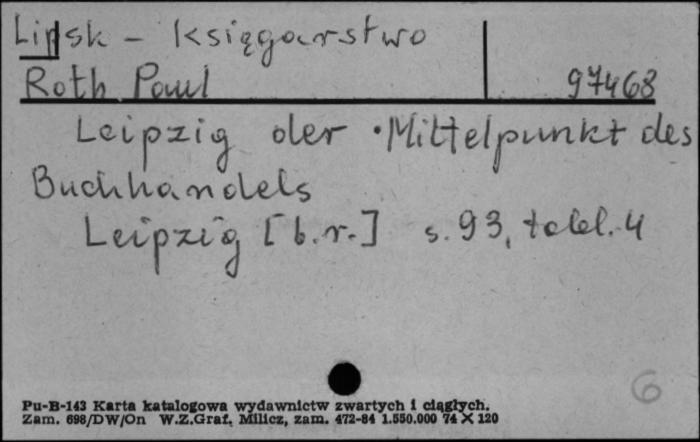 Lipsk - Księgarstwo
Roth Paul 97468
Leipzig der Mittelpunkt des
Buchhandels
Leipzig [b.r.] s. 93, tabl. 4
6
Pu-B-143 Karta katalogowa wydawnictw zwartych i ciągłych.
Zam. 698/DW/On W.Z.Graf. Milicz, zam. 472-84 1.550.000 74 X 120